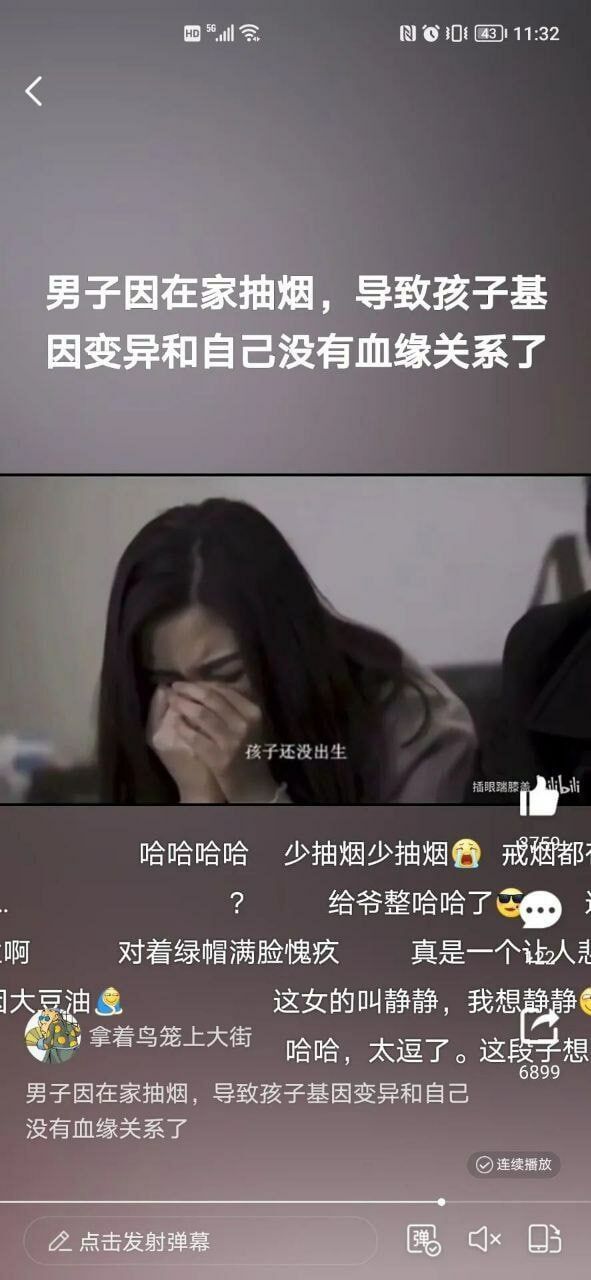 HD 5G 43 11:32
男子因在家抽烟，导致孩子基
因变异和自己没有血缘关系了
孩子还没出生
插眼踹膝盖 bilibili
3759
哈哈哈哈 少抽烟少抽烟😭 戒烟都
? 给爷整哈哈了😎
啊 对着绿帽满脸愧疚 真是一个让人悲
122
因大豆油 这女的叫静静，我想静静
拿着鸟笼上大街
哈哈，太逗了。这段子想
6899
男子因在家抽烟，导致孩子基因变异和自己
没有血缘关系了
连续播放
点击发射弹幕
弹